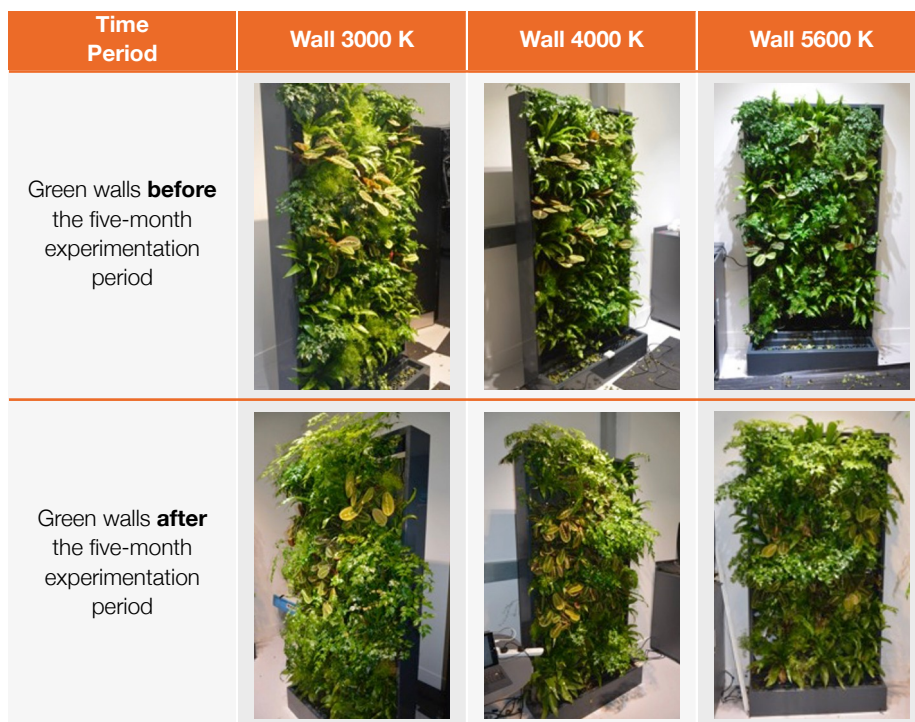 Time
Period
Wall 3000 K
Wall 4000 K
Wall 5600 K
Green walls before
the five-month
experimentation
period
Green walls after
the five-month
experimentation
period